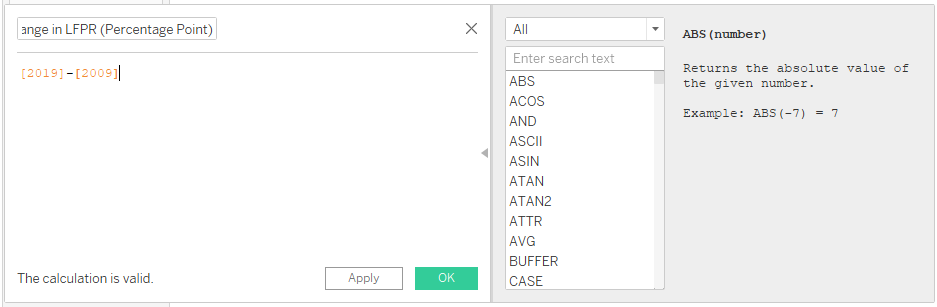 ange in LFPR (Percentage Point)
[2019]-[2009]
The calculation is valid.
Apply
OK
All
Enter search text
ABS
ACOS
AND
ASCII
ASIN
ATAN
ATAN2
ATTR
AVG
BUFFER
CASE
ABS(number)
Returns the absolute value of
the given number.
Example: ABS(-7) = 7